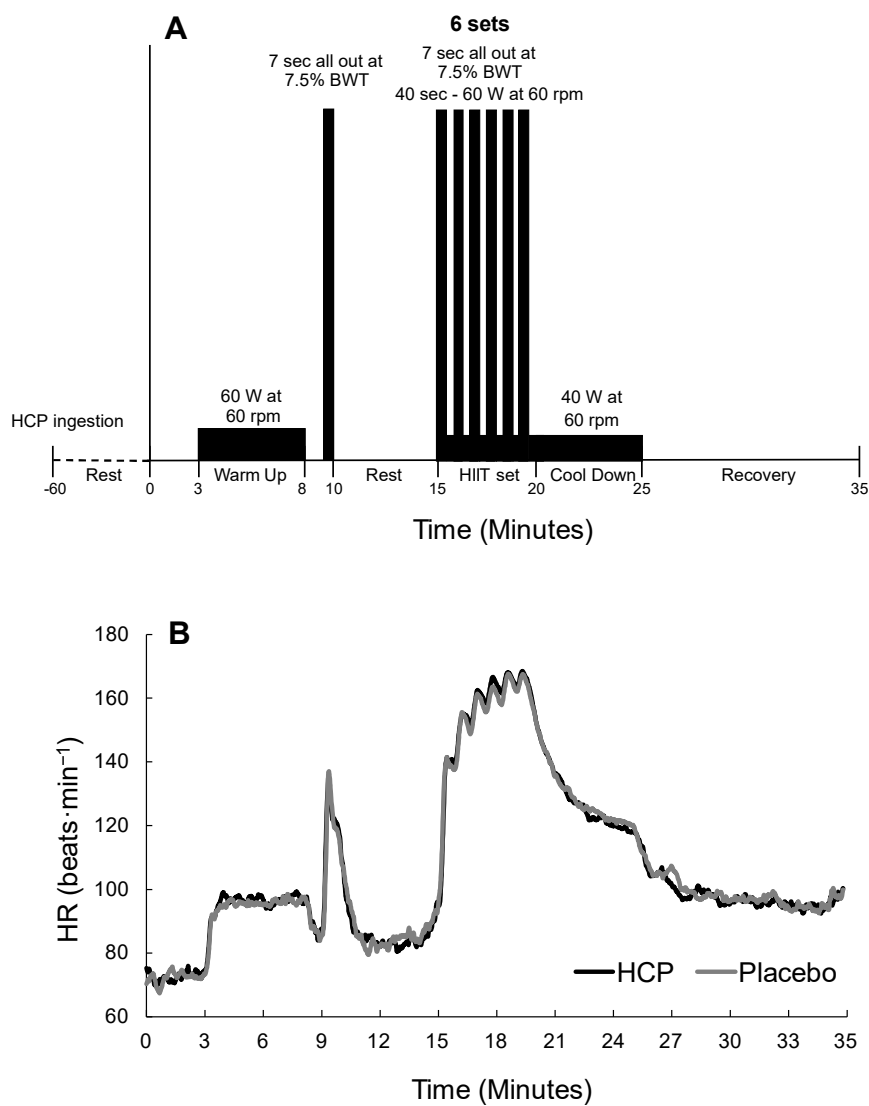 A
6 sets
7 sec all out at
7.5% BWT
7 sec all out at
7.5% BWT
40 sec - 60 W at 60 rpm
60 W at
60 rpm
40 W at
60 rpm
HCP ingestion
Rest
Warm Up
Rest
HIIT set
Cool Down
Recovery
-60 0 3 8 10 15 20 25 35
Time (Minutes)
B
HR (beats·min⁻¹)
180
160
140
120
100
80
60
HCP Placebo
0 3 6 9 12 15 18 21 24 27 30 33 35
Time (Minutes)